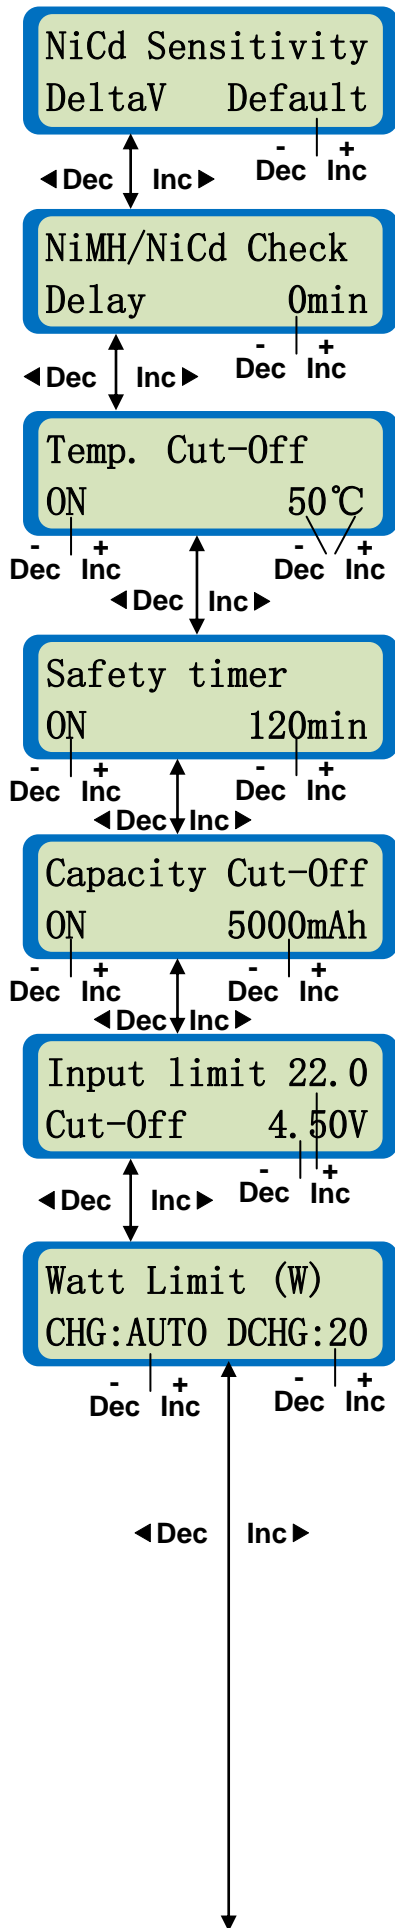 NiCd Sensitivity
DeltaV Default
- +
Dec Inc
◄Dec Inc►
NiMH/NiCd Check
Delay 0min
- +
Dec Inc
◄Dec Inc►
Temp. Cut-Off
ON 50℃
- + - +
Dec Inc Dec Inc
◄Dec Inc►
Safety timer
ON 120min
- + - +
Dec Inc Dec Inc
◄Dec Inc►
Capacity Cut-Off
ON 5000mAh
- + - +
Dec Inc Dec Inc
◄Dec Inc►
Input limit 22.0
Cut-Off 4.50V
- +
Dec Inc
◄Dec Inc►
Watt Limit (W)
CHG:AUTO DCHG:20
- + - +
Dec Inc Dec Inc
◄Dec Inc►